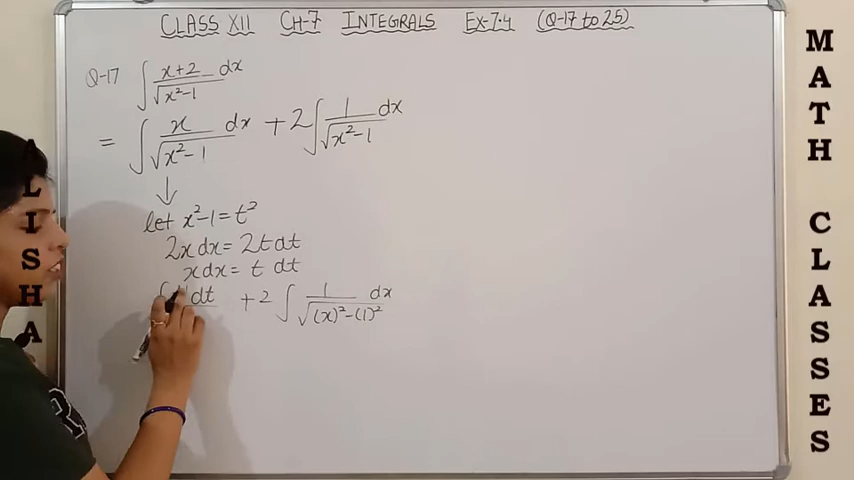 CLASS XII CH-7 INTEGRALS EX-7.4 (Q-17 to 25)
Q-17 ∫ x+2/√x²-1 dx
= ∫ x/√x²-1 dx + 2∫ 1/√x²-1 dx
↓
let x²-1 = t²
2x dx = 2t dt
x dx = t dt
∫ dt + 2 ∫ 1/√(x)²-(1)² dx
LISHA
MATH CLASSES